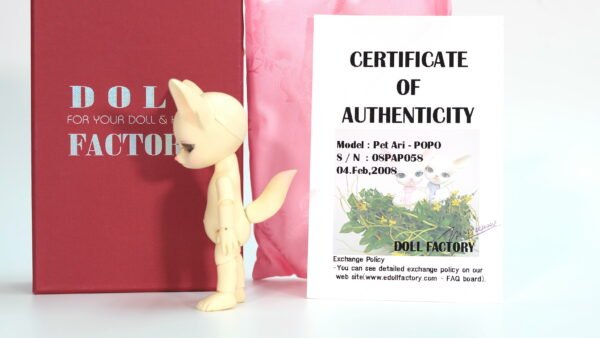 DOL
FOR YOUR DOLL &
FACTOR
CERTIFICATE
OF
AUTHENTICITY
Model : Pet Ari - POPO
S / N : 08PAP058
04.Feb,2008
DOLL FACTORY
Exchange Policy
-You can see detailed exchange policy on our
web site(www.edollfactory.com - FAQ board).